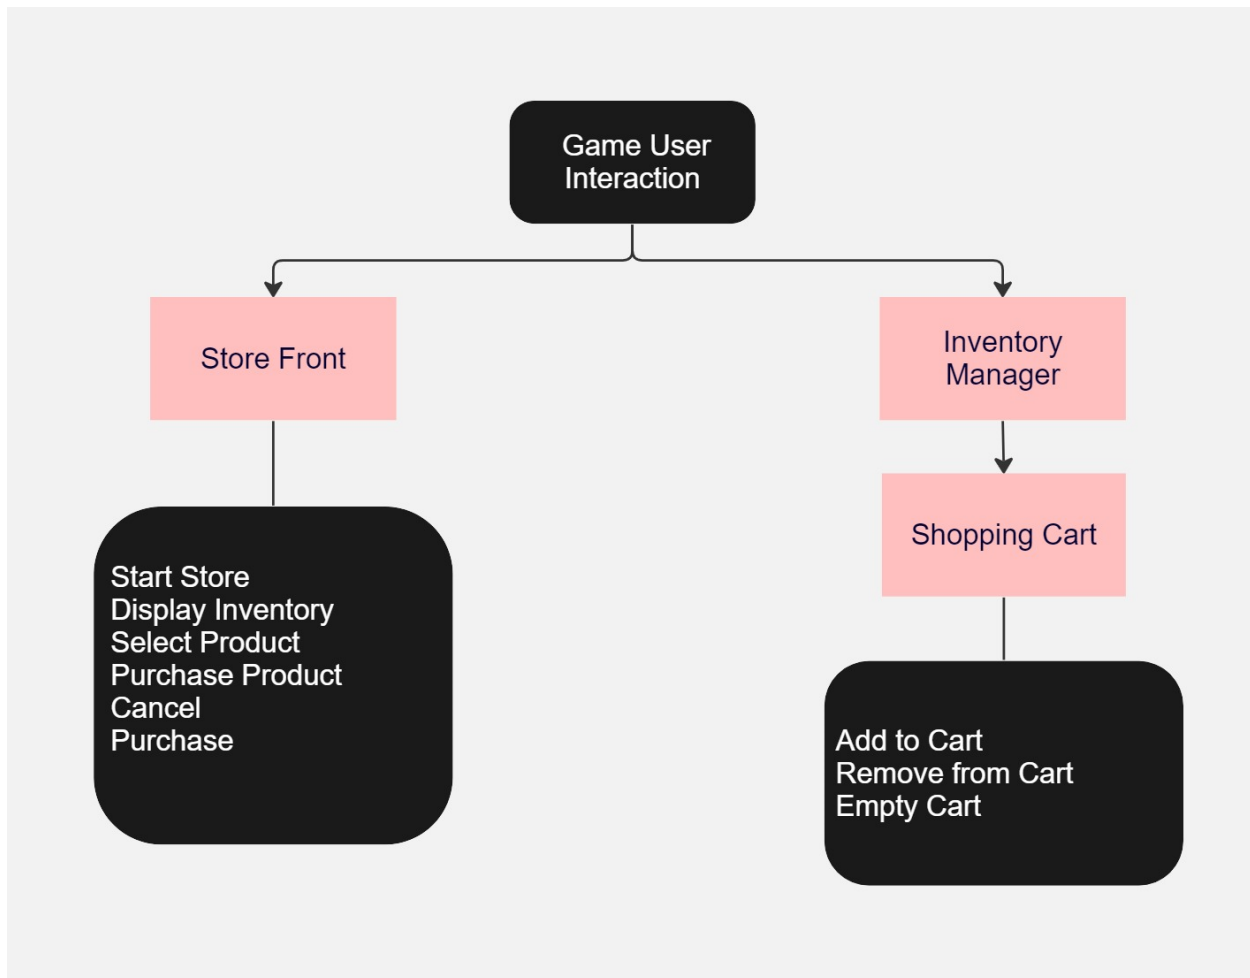 Game User
Interaction
Store Front
Inventory
Manager
Shopping Cart
Start Store
Display Inventory
Select Product
Purchase Product
Cancel
Purchase
Add to Cart
Remove from Cart
Empty Cart